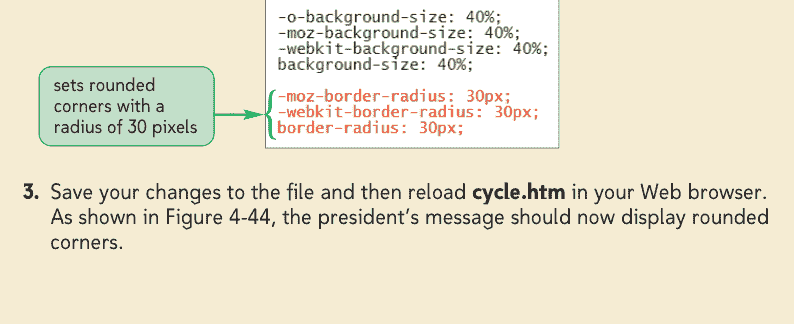 -o-background-size: 40%;
-moz-background-size: 40%;
-webkit-background-size: 40%;
background-size: 40%;
sets rounded
corners with a
radius of 30 pixels
-moz-border-radius: 30px;
-webkit-border-radius: 30px;
border-radius: 30px;
3. Save your changes to the file and then reload cycle.htm in your Web browser.
As shown in Figure 4-44, the president's message should now display rounded
corners.